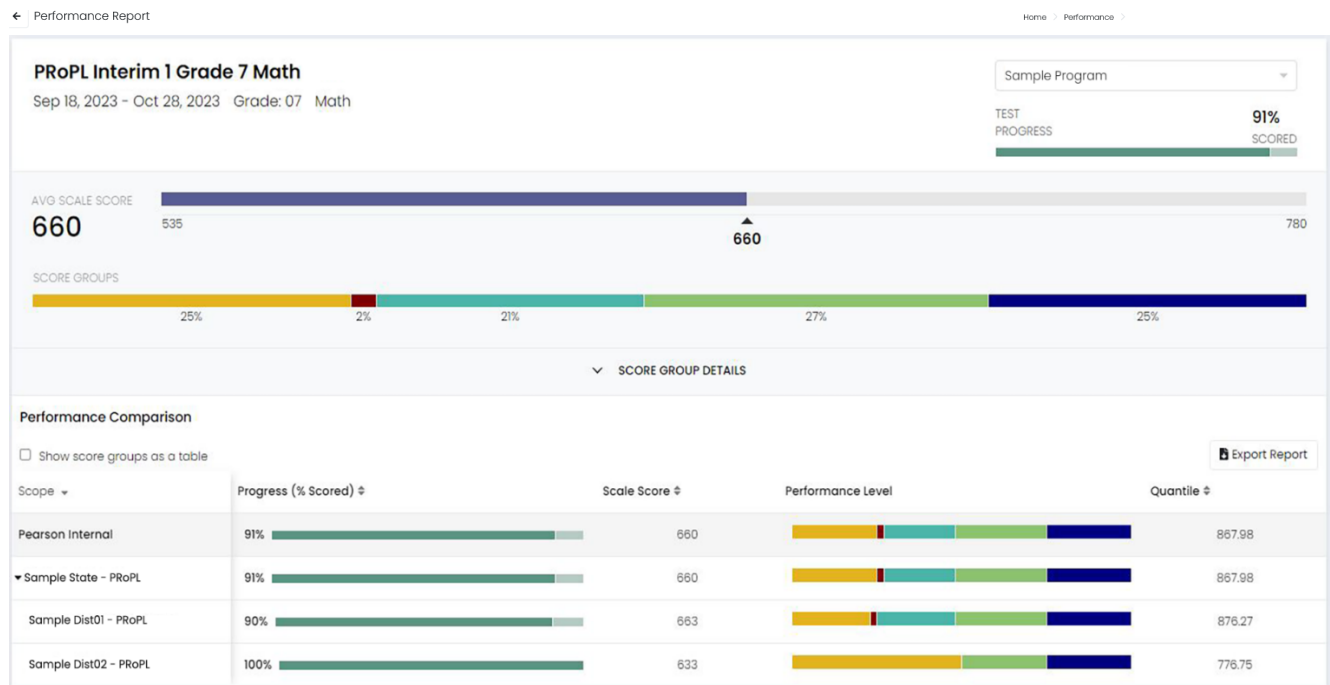 Performance Report
Home > Performance >
PRoPL Interim 1 Grade 7 Math
Sep 18, 2023 - Oct 28, 2023 Grade: 07 Math
Sample Program
TEST PROGRESS
91%
SCORED
AVG SCALE SCORE
660
535
660
780
SCORE GROUPS
25% 2% 21% 27% 25%
SCORE GROUP DETAILS
Performance Comparison
Show score groups as a table
Export Report
Scope Progress (% Scored) Scale Score Performance Level Quantile
Pearson Internal 91% 660 867.98
Sample State - PRoPL 91% 660 867.98
Sample Dist01 - PRoPL 90% 663 876.27
Sample Dist02 - PRoPL 100% 633 776.75